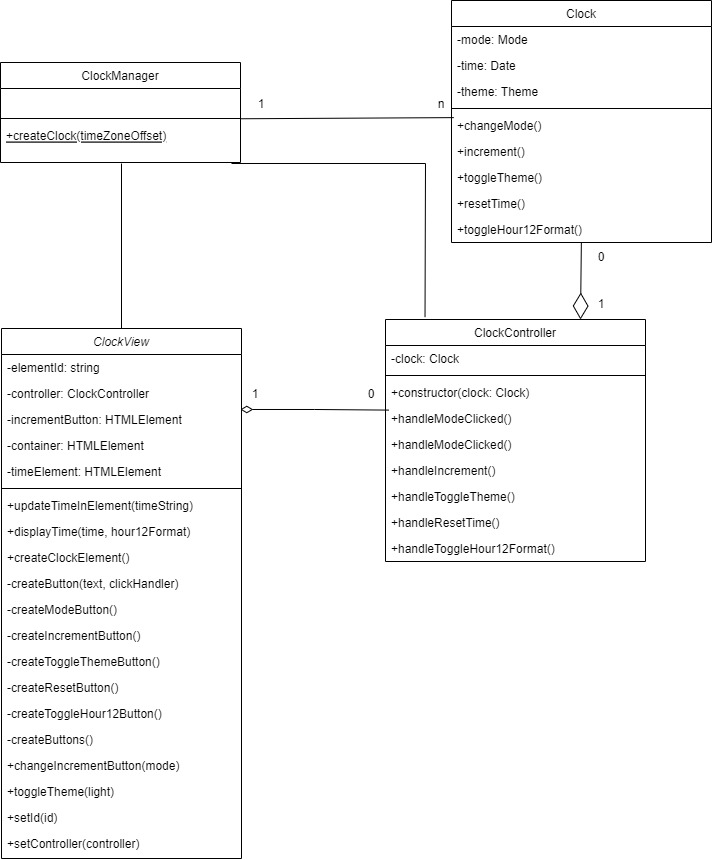 Clock
-mode: Mode
-time: Date
-theme: Theme
+changeMode()
+increment()
+toggleTheme()
+resetTime()
+toggleHour12Format()
ClockManager
+createClock(timeZoneOffset)
1
n
0
1
ClockView
-elementId: string
-controller: ClockController
-incrementButton: HTMLElement
-container: HTMLElement
-timeElement: HTMLElement
+updateTimeInElement(timeString)
+displayTime(time, hour12Format)
+createClockElement()
-createButton(text, clickHandler)
-createModeButton()
-createIncrementButton()
-createToggleThemeButton()
-createResetButton()
-createToggleHour12Button()
-createButtons()
+changeIncrementButton(mode)
+toggleTheme(light)
+setId(id)
+setController(controller)
1
0
ClockController
-clock: Clock
+constructor(clock: Clock)
+handleModeClicked()
+handleModeClicked()
+handleIncrement()
+handleToggleTheme()
+handleResetTime()
+handleToggleHour12Format()